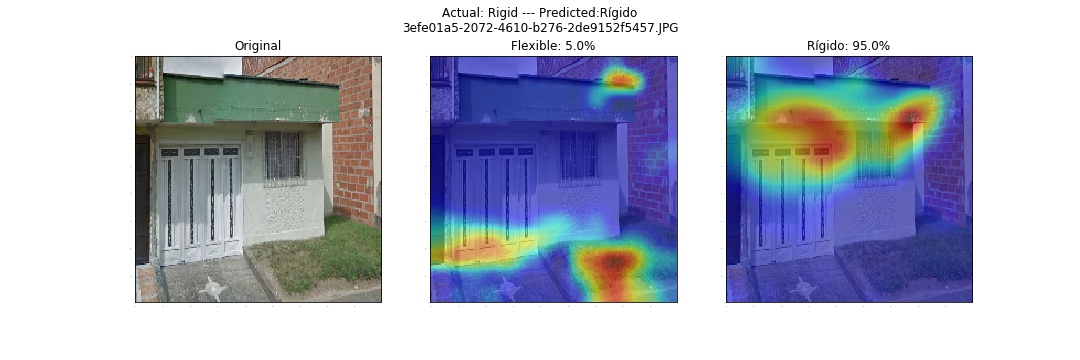 Actual: Rigid --- Predicted:Rígido
3efe01a5-2072-4610-b276-2de9152f5457.JPG
Original
Flexible: 5.0%
Rígido: 95.0%